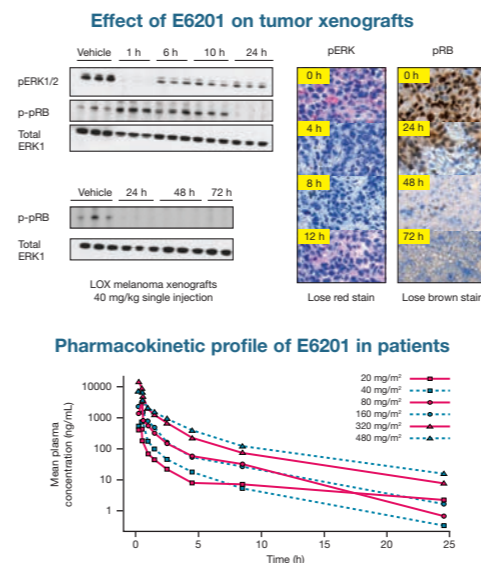 Effect of E6201 on tumor xenografts
Vehicle 1 h 6 h 10 h 24 h
pERK1/2
p-pRB
Total
ERK1
Vehicle 24 h 48 h 72 h
p-pRB
Total
ERK1
LOX melanoma xenografts
40 mg/kg single injection
pERK
0 h
4 h
8 h
12 h
Lose red stain
pRB
0 h
24 h
48 h
72 h
Lose brown stain
Pharmacokinetic profile of E6201 in patients
Mean plasma
concentration (ng/mL)
10000
1000
100
10
1
20 mg/m²
40 mg/m²
80 mg/m²
160 mg/m²
320 mg/m²
480 mg/m²
0 5 10 15 20 25
Time (h)